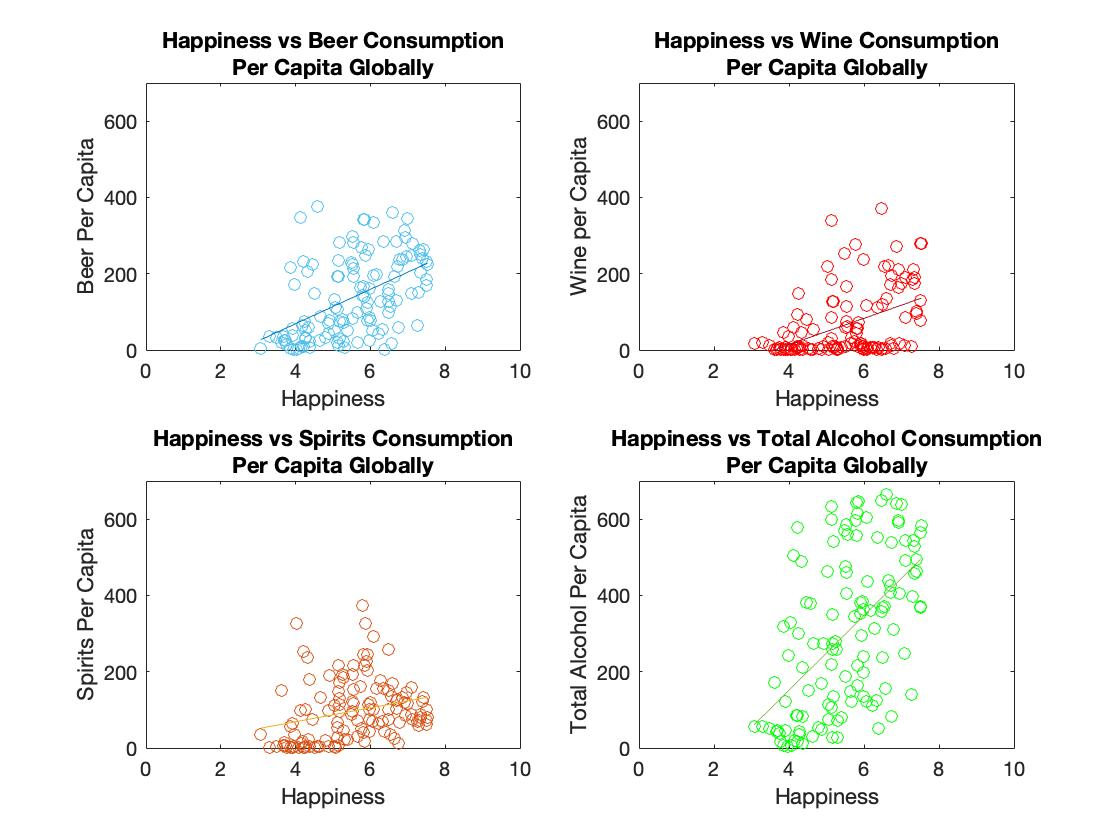 Happiness vs Beer Consumption
Per Capita Globally
Beer Per Capita
600
400
200
0
0 2 4 6 8 10
Happiness
Happiness vs Wine Consumption
Per Capita Globally
Wine per Capita
600
400
200
0
0 2 4 6 8 10
Happiness
Happiness vs Spirits Consumption
Per Capita Globally
Spirits Per Capita
600
400
200
0
0 2 4 6 8 10
Happiness
Happiness vs Total Alcohol Consumption
Per Capita Globally
Total Alcohol Per Capita
600
400
200
0
0 2 4 6 8 10
Happiness